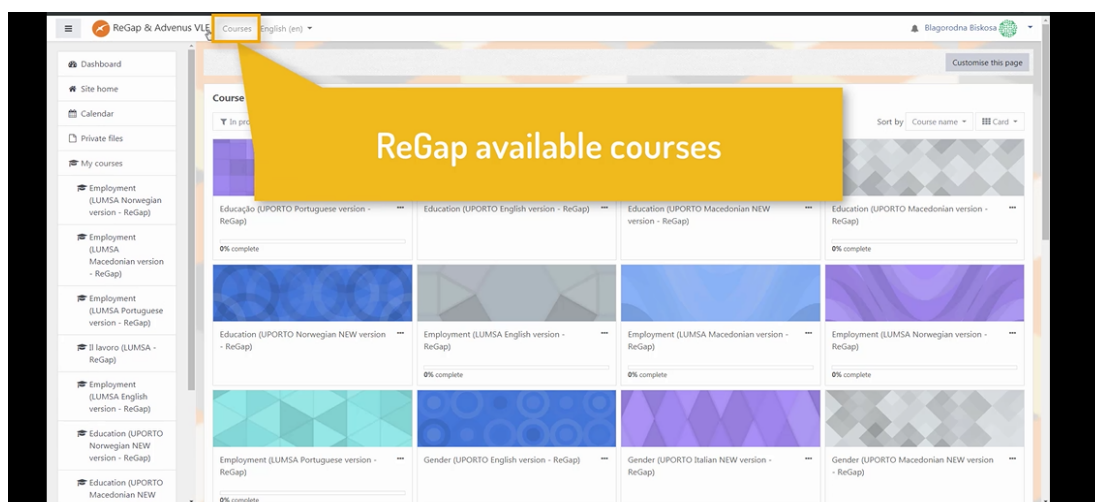 ReGap & Advenus VLE Courses English (en)
Blagorodna Biskosa
Dashboard
Site home
Calendar
Private files
My courses
Employment
(LUMSA Norwegian
version - ReGap)
Employment
(LUMSA
Macedonian version
- ReGap)
Employment
(LUMSA Portuguese
version - ReGap)
Il lavoro (LUMSA -
ReGap)
Employment
(LUMSA English
version - ReGap)
Education (UPORTO
Norwegian NEW
version - ReGap)
Education (UPORTO
Macedonian NEW
Customise this page
Course
ReGap available courses
In pro
Sort by Course name Card
Educação (UPORTO Portuguese version -
ReGap)
0% complete
Education (UPORTO English version - ReGap)
Education (UPORTO Macedonian NEW
version - ReGap)
Education (UPORTO Macedonian version -
ReGap)
0% complete
Education (UPORTO Norwegian NEW version
- ReGap)
Employment (LUMSA English version -
ReGap)
0% complete
Employment (LUMSA Macedonian version -
ReGap)
0% complete
Employment (LUMSA Norwegian version -
ReGap)
0% complete
Employment (LUMSA Portuguese version -
ReGap)
0% complete
Gender (UPORTO English version - ReGap)
Gender (UPORTO Italian NEW version -
ReGap)
Gender (UPORTO Macedonian NEW version
- ReGap)